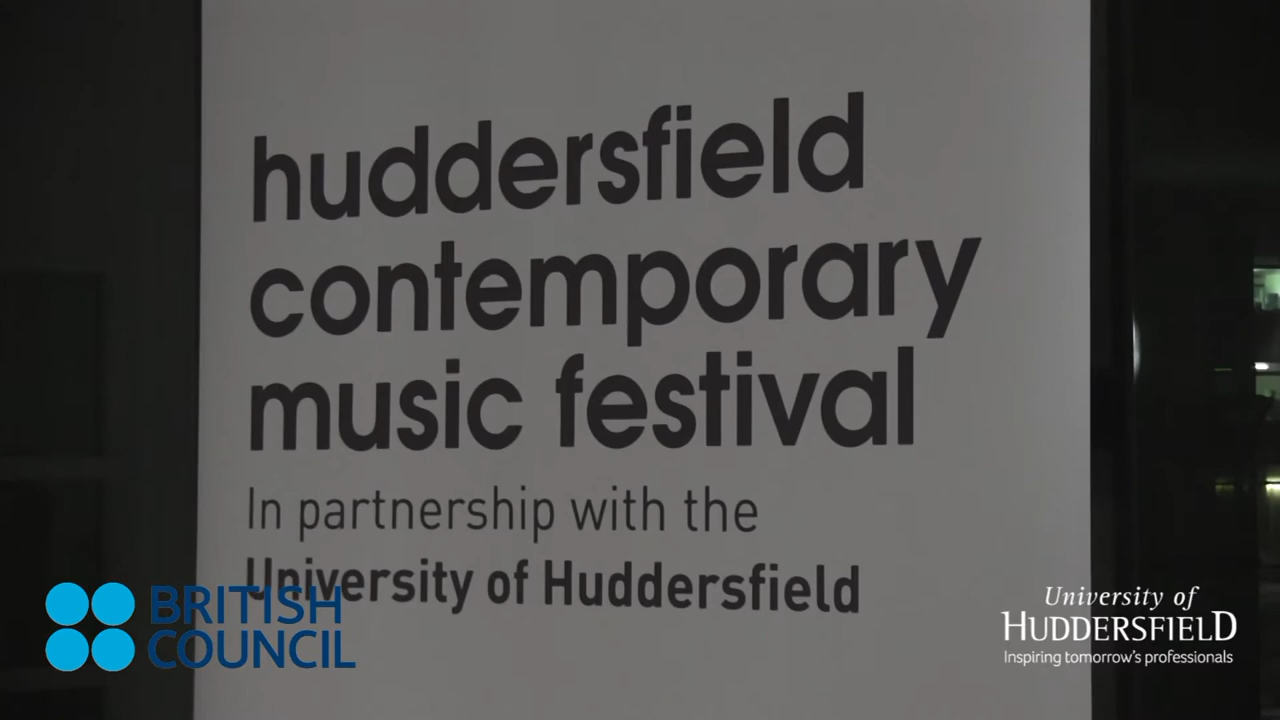 huddersfield
contemporary
music festival
In partnership with the
University of Huddersfield
BRITISH
COUNCIL
University of
HUDDERSFIELD
Inspiring tomorrow's professionals